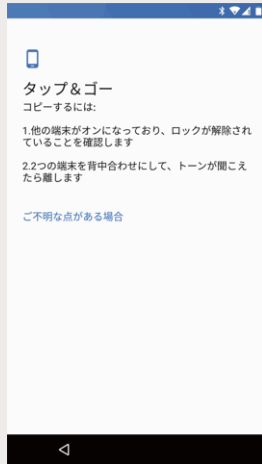 タップ＆ゴー
コピーするには:
1.他の端末がオンになっており、ロックが解除され
ていることを確認します
2.2つの端末を背中合わせにして、トーンが聞こえ
たら離します
ご不明な点がある場合